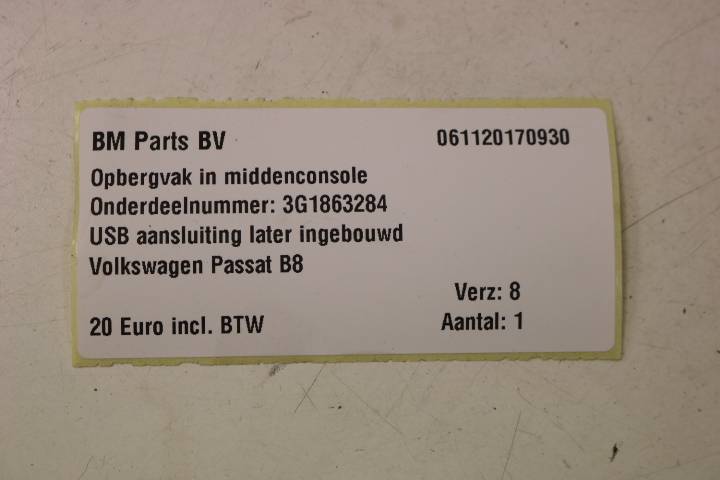 BM Parts BV 061120170930
Opbergvak in middenconsole
Onderdeelnummer: 3G1863284
USB aansluiting later ingebouwd
Volkswagen Passat B8
Verz: 8
20 Euro incl. BTW Aantal: 1